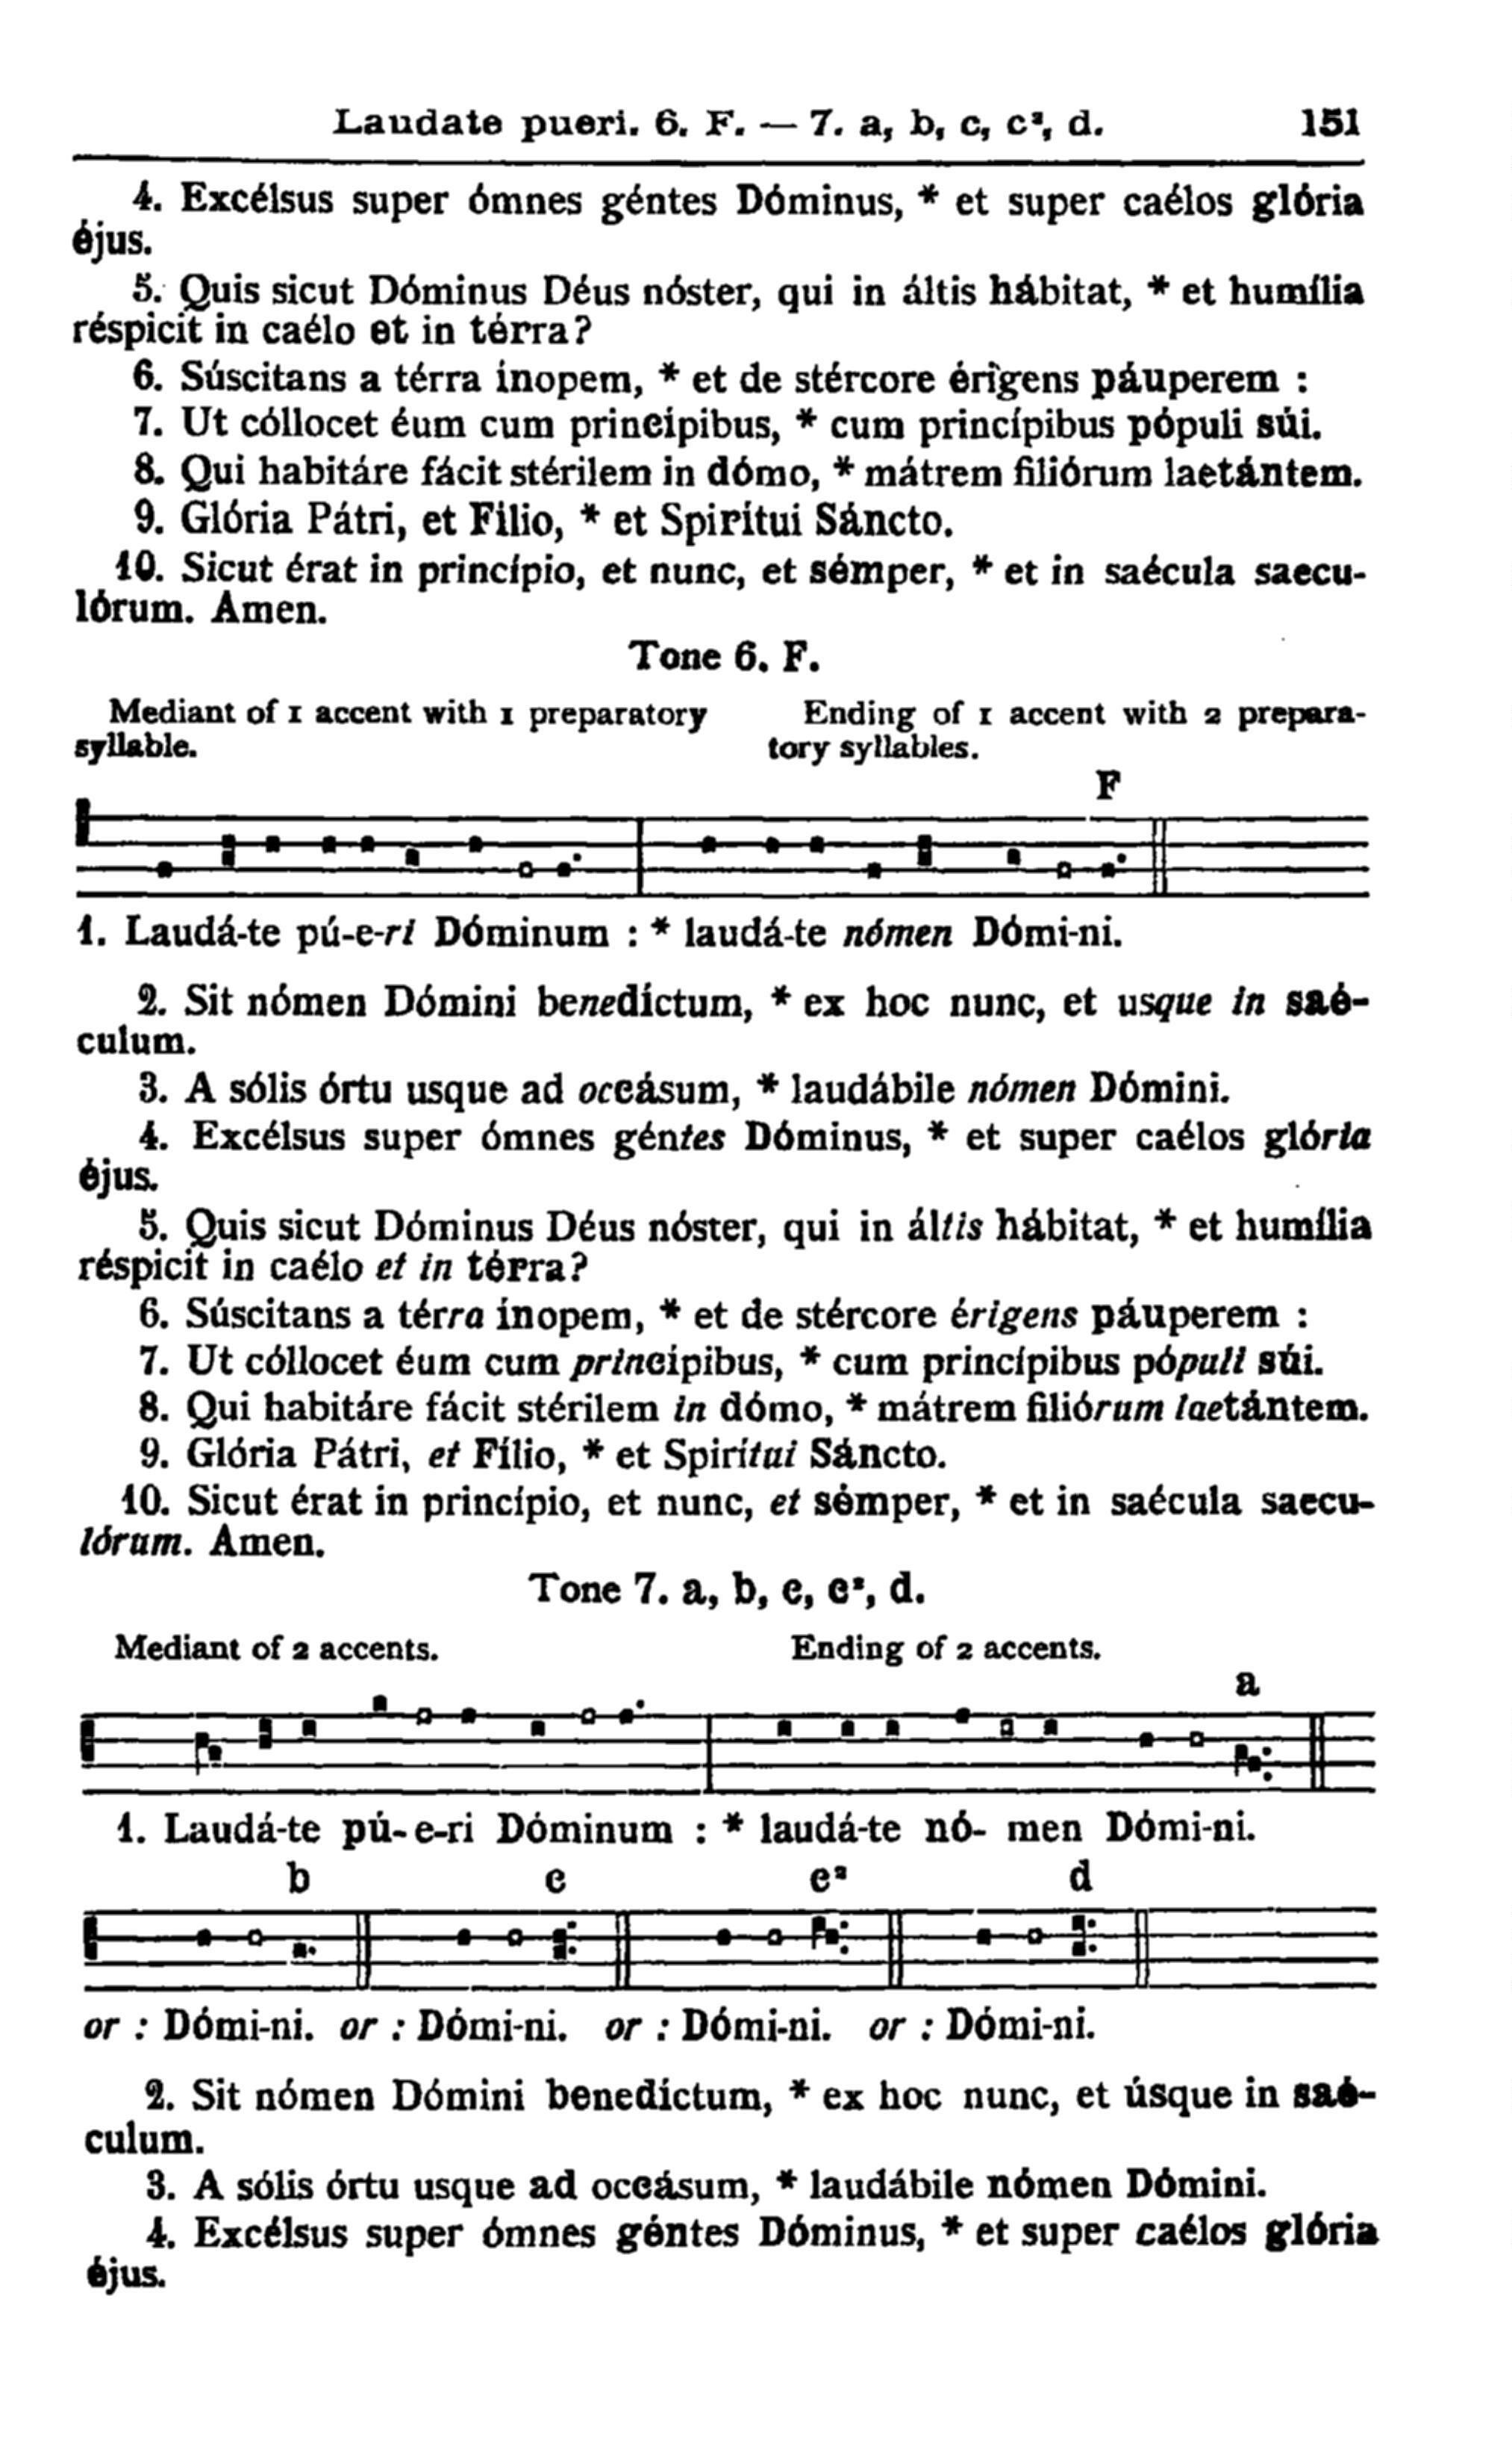 Laudate pueri. 6. F. — 7. a, b, c, c², d. 151
4. Excélsus super ómnes géntes Dóminus, * et super caélos glória
éjus.
5. Quis sicut Dóminus Déus nóster, qui in áltis hábitat, * et humília
réspicit in caélo et in térra?
6. Súscitans a térra ínopem, * et de stércore érigens páuperem :
7. Ut cóllocet éum cum princípibus, * cum princípibus pópuli súi.
8. Qui habitáre fácit stérilem in dómo, * mátrem filiórum laetántem.
9. Glória Pátri, et Fílio, * et Spirítui Sáncto.
10. Sicut érat in princípio, et nunc, et sémper, * et in saécula saecu-
lórum. Amen.
Tone 6. F.
Mediant of 1 accent with 1 preparatory Ending of 1 accent with 2 prepara-
syllable. tory syllables.
F
1. Laudá-te pú-e-ri Dóminum : * laudá-te nómen Dómi-ni.
2. Sit nómen Dómini benedíctum, * ex hoc nunc, et usque in saé-
culum.
3. A sólis órtu usque ad occásum, * laudábile nómen Dómini.
4. Excélsus super ómnes géntes Dóminus, * et super caélos glória
éjus.
5. Quis sicut Dóminus Déus nóster, qui in áltis hábitat, * et humília
réspicit in caélo et in térra?
6. Súscitans a térra ínopem, * et de stércore érigens páuperem :
7. Ut cóllocet éum cum princípibus, * cum princípibus pópuli súi.
8. Qui habitáre fácit stérilem in dómo, * mátrem filiórum laetántem.
9. Glória Pátri, et Fílio, * et Spirítui Sáncto.
10. Sicut érat in princípio, et nunc, et sémper, * et in saécula saecu-
lórum. Amen.
Tone 7. a, b, c, c², d.
Mediant of 2 accents. Ending of 2 accents.
a
1. Laudá-te pú- e-ri Dóminum : * laudá-te nó- men Dómi-ni.
b c c² d
or : Dómi-ni. or : Dómi-ni. or : Dómi-ni. or : Dómi-ni.
2. Sit nómen Dómini benedíctum, * ex hoc nunc, et úsque in saé-
culum.
3. A sólis órtu usque ad occásum, * laudábile nómen Dómini.
4. Excélsus super ómnes géntes Dóminus, * et super caélos glória
éjus.